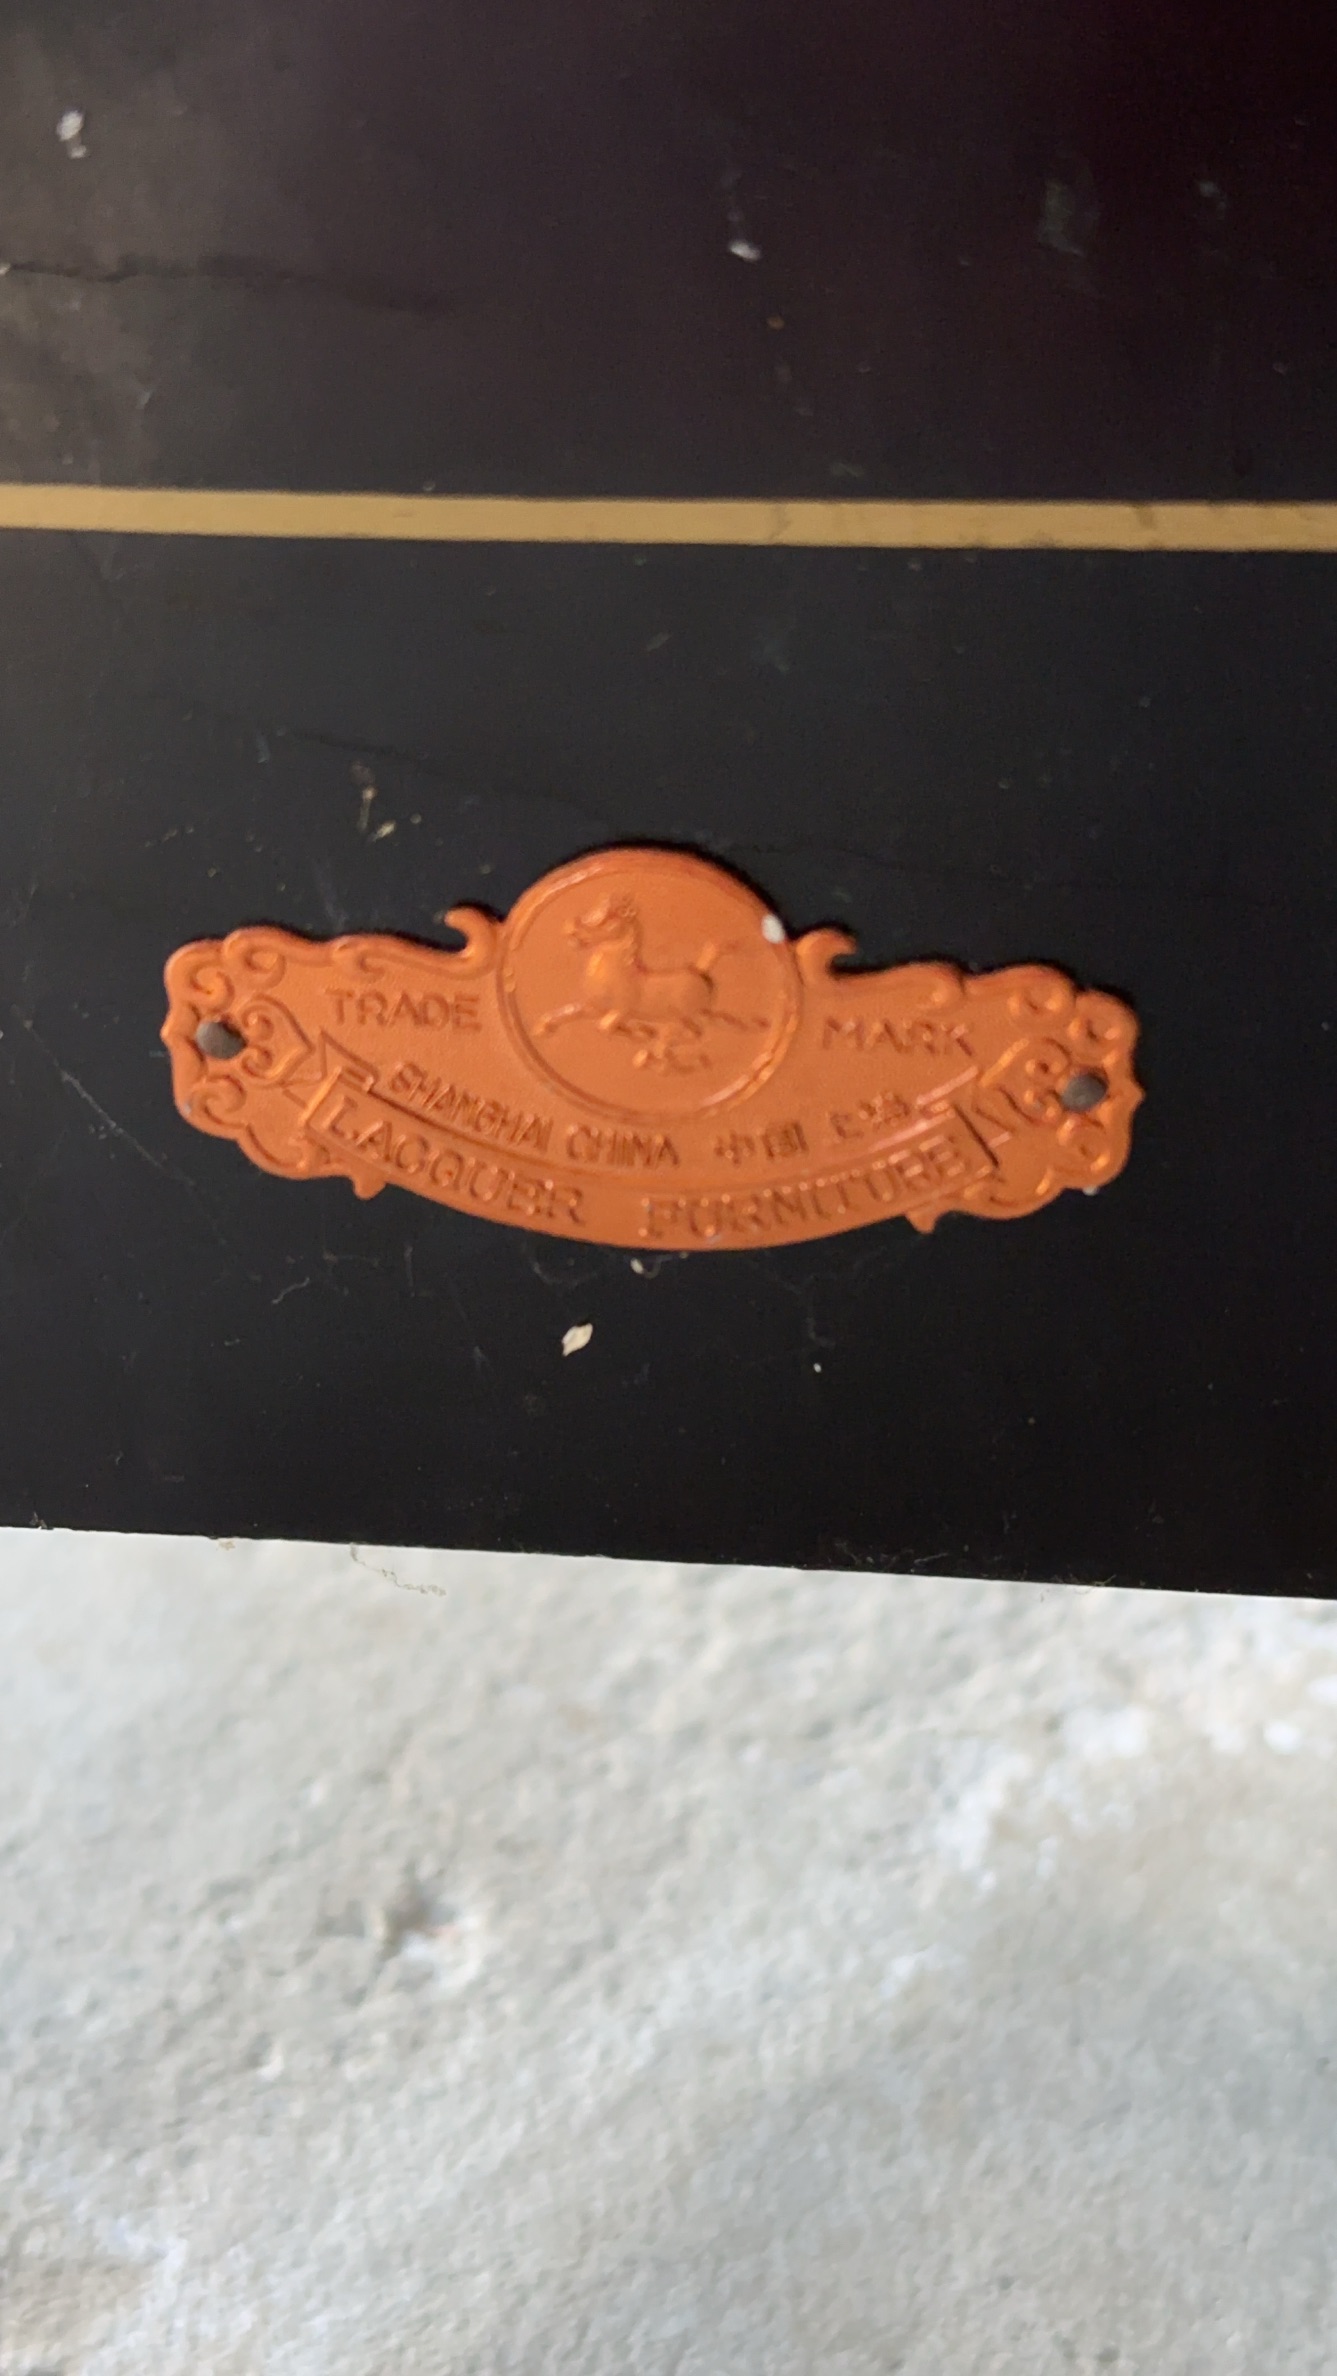 TRADE MARK
SHANGHAI CHINA 中国 上海
LACQUER FURNITURE